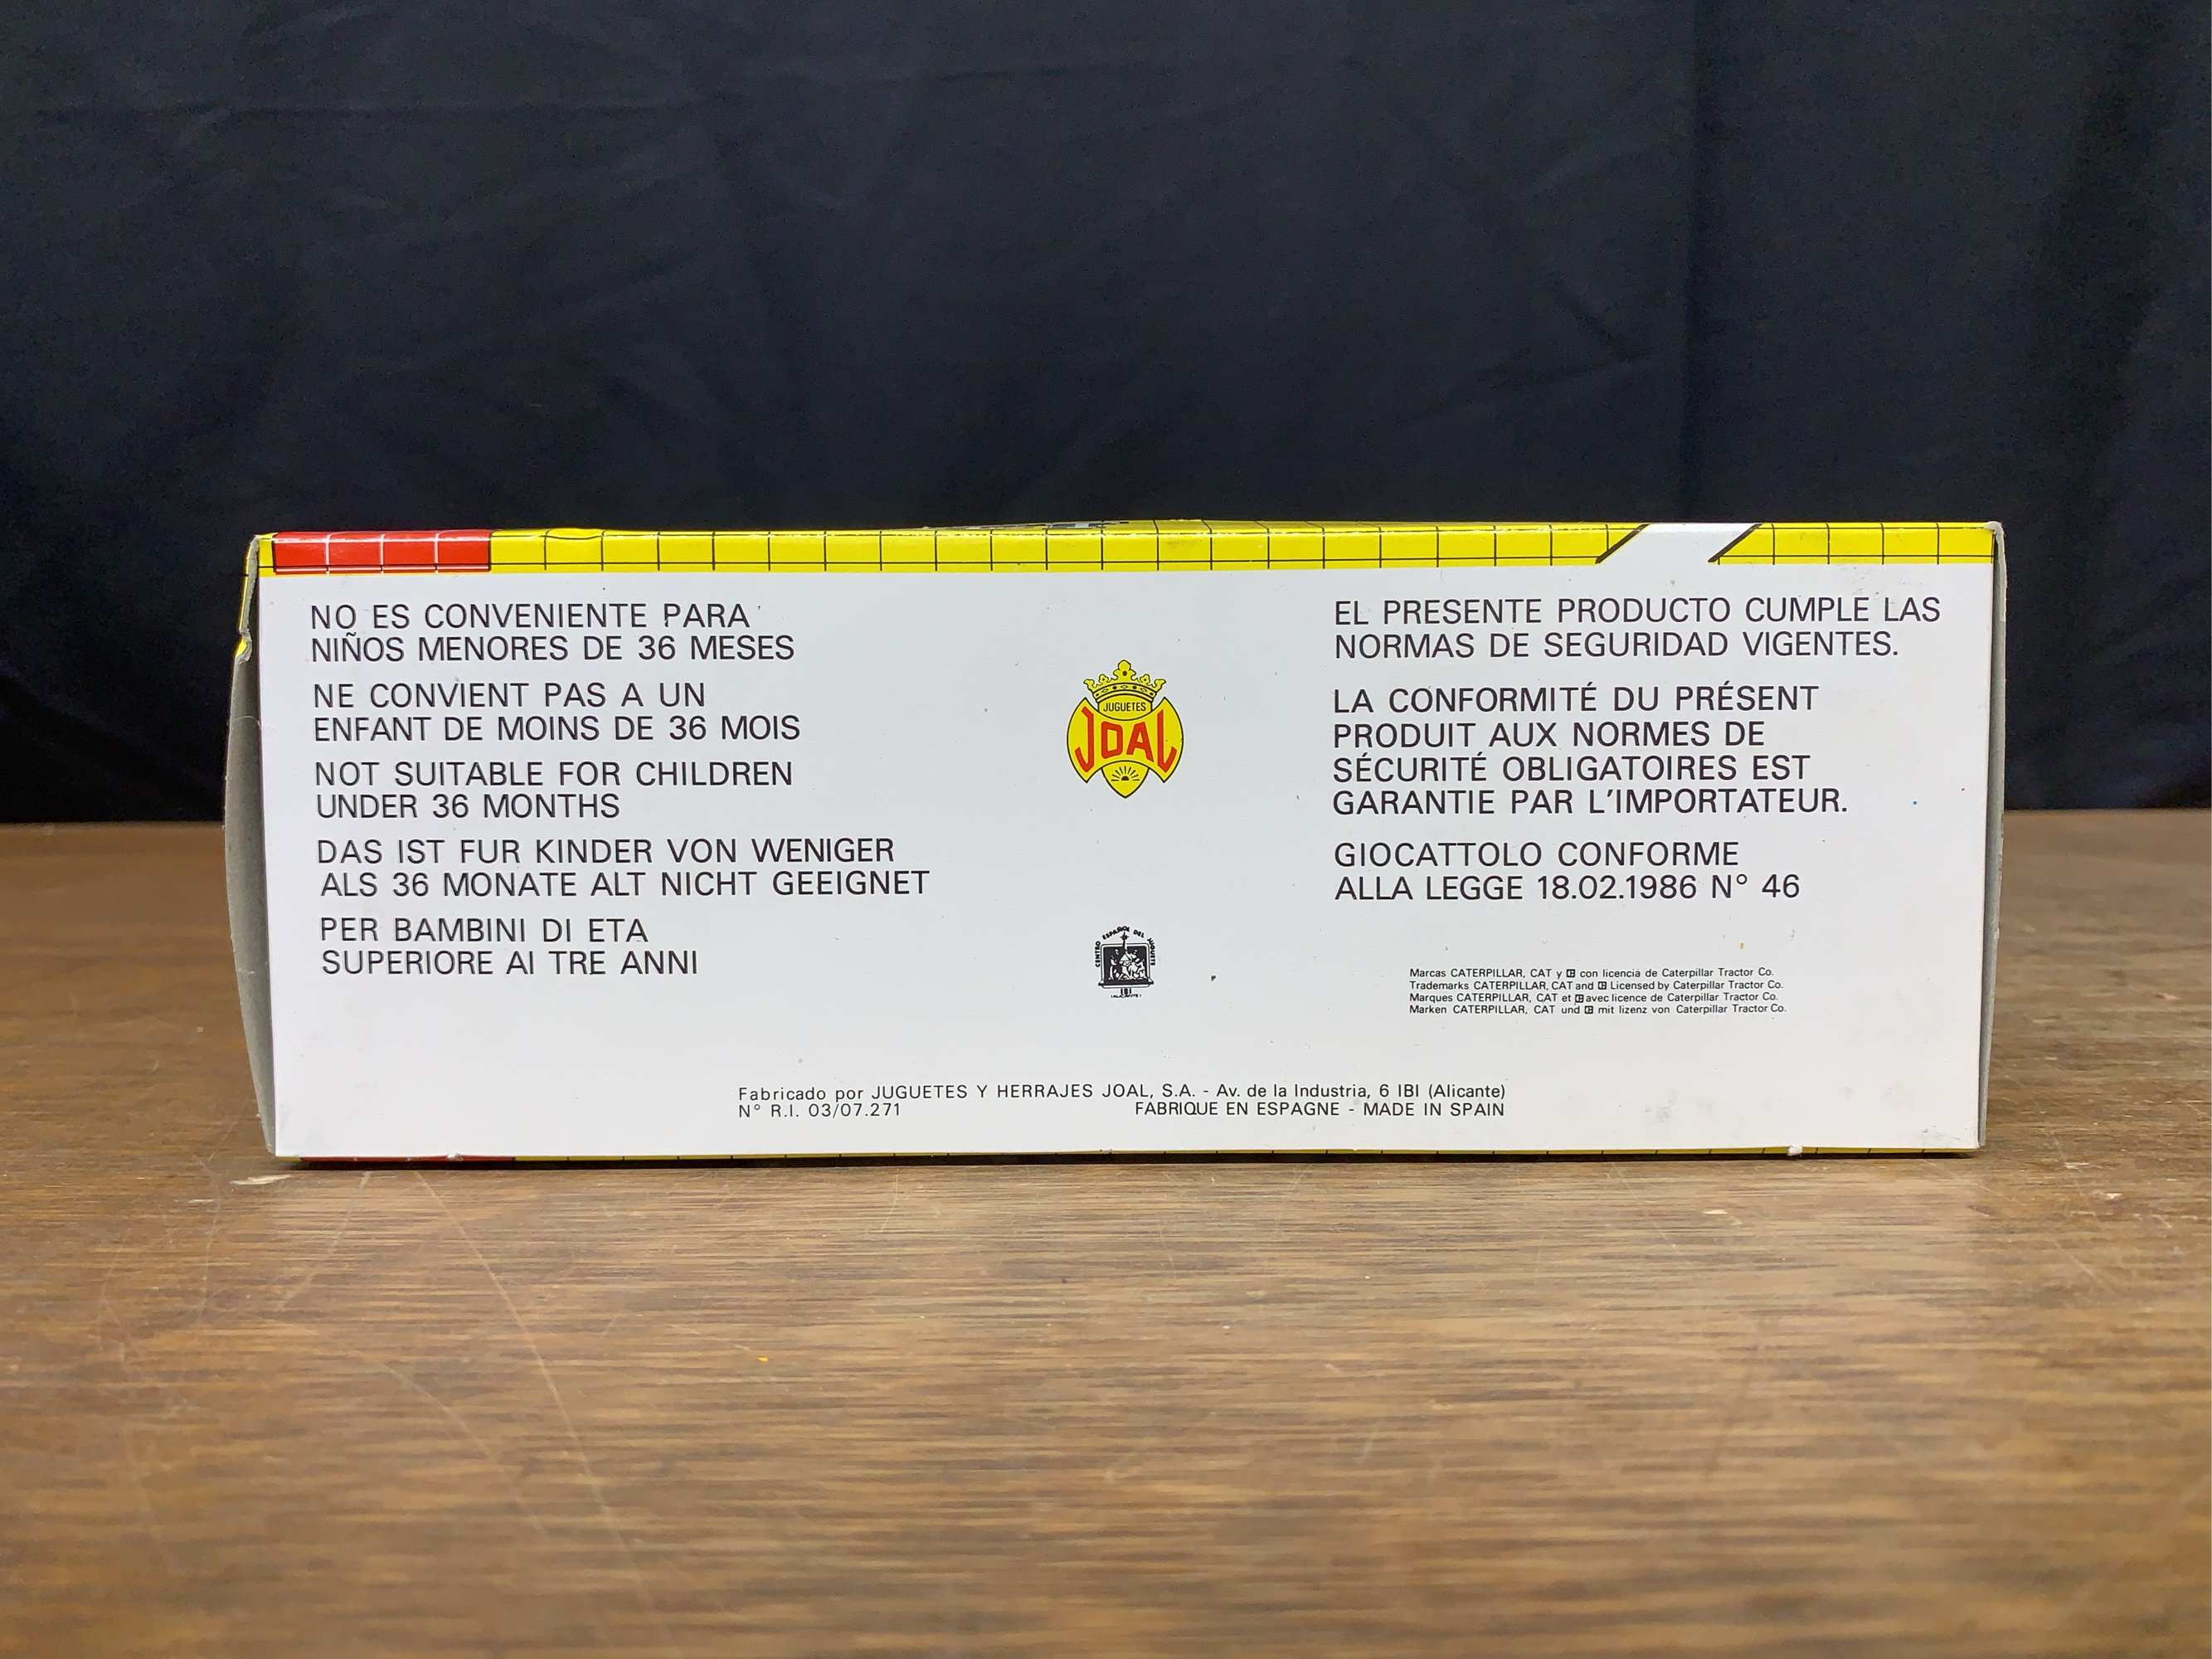 NO ES CONVENIENTE PARA
NIÑOS MENORES DE 36 MESES
NE CONVIENT PAS A UN
ENFANT DE MOINS DE 36 MOIS
NOT SUITABLE FOR CHILDREN
UNDER 36 MONTHS
DAS IST FUR KINDER VON WENIGER
ALS 36 MONATE ALT NICHT GEEIGNET
PER BAMBINI DI ETA
SUPERIORE AI TRE ANNI
JUGUETES
JOAL
CENTRO ESPAÑOL DEL JUGUETE
(ALICANTE)
EL PRESENTE PRODUCTO CUMPLE LAS
NORMAS DE SEGURIDAD VIGENTES.
LA CONFORMITÉ DU PRÉSENT
PRODUIT AUX NORMES DE
SÉCURITÉ OBLIGATOIRES EST
GARANTIE PAR L'IMPORTATEUR.
GIOCATTOLO CONFORME
ALLA LEGGE 18.02.1986 N° 46
Marcas CATERPILLAR, CAT y con licencia de Caterpillar Tractor Co.
Trademarks CATERPILLAR, CAT and Licensed by Caterpillar Tractor Co.
Marques CATERPILLAR, CAT et avec licence de Caterpillar Tractor Co.
Marken CATERPILLAR, CAT und mit lizenz von Caterpillar Tractor Co.
Fabricado por JUGUETES Y HERRAJES JOAL, S.A. - Av. de la Industria, 6 IBI (Alicante)
N° R.I. 03/07.271 FABRIQUE EN ESPAGNE - MADE IN SPAIN